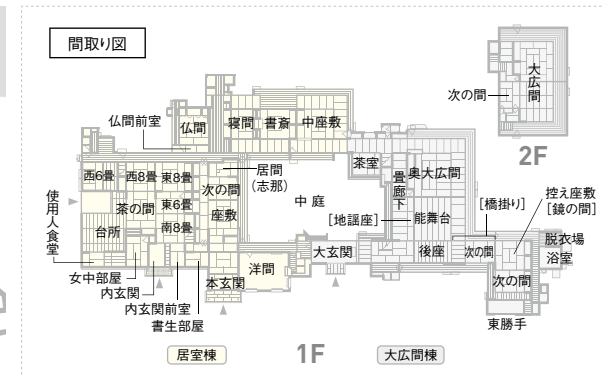 間取り図
大広間
次の間
2F
仏間前室
仏間
寝間
書斎
中座敷
居間
(志那)
茶室
畳廊下
奥大広間
西6畳
西8畳
東8畳
次の間
座敷
中庭
[地謡座]
能舞台
[橋掛り]
控え座敷
[鏡の間]
使用人食堂
茶の間
東6畳
南8畳
台所
大玄関
後座
次の間
次の間
脱衣場
浴室
女中部屋
内玄関
内玄関前室
書生部屋
本玄関
洋間
東勝手
居室棟
1F
大広間棟